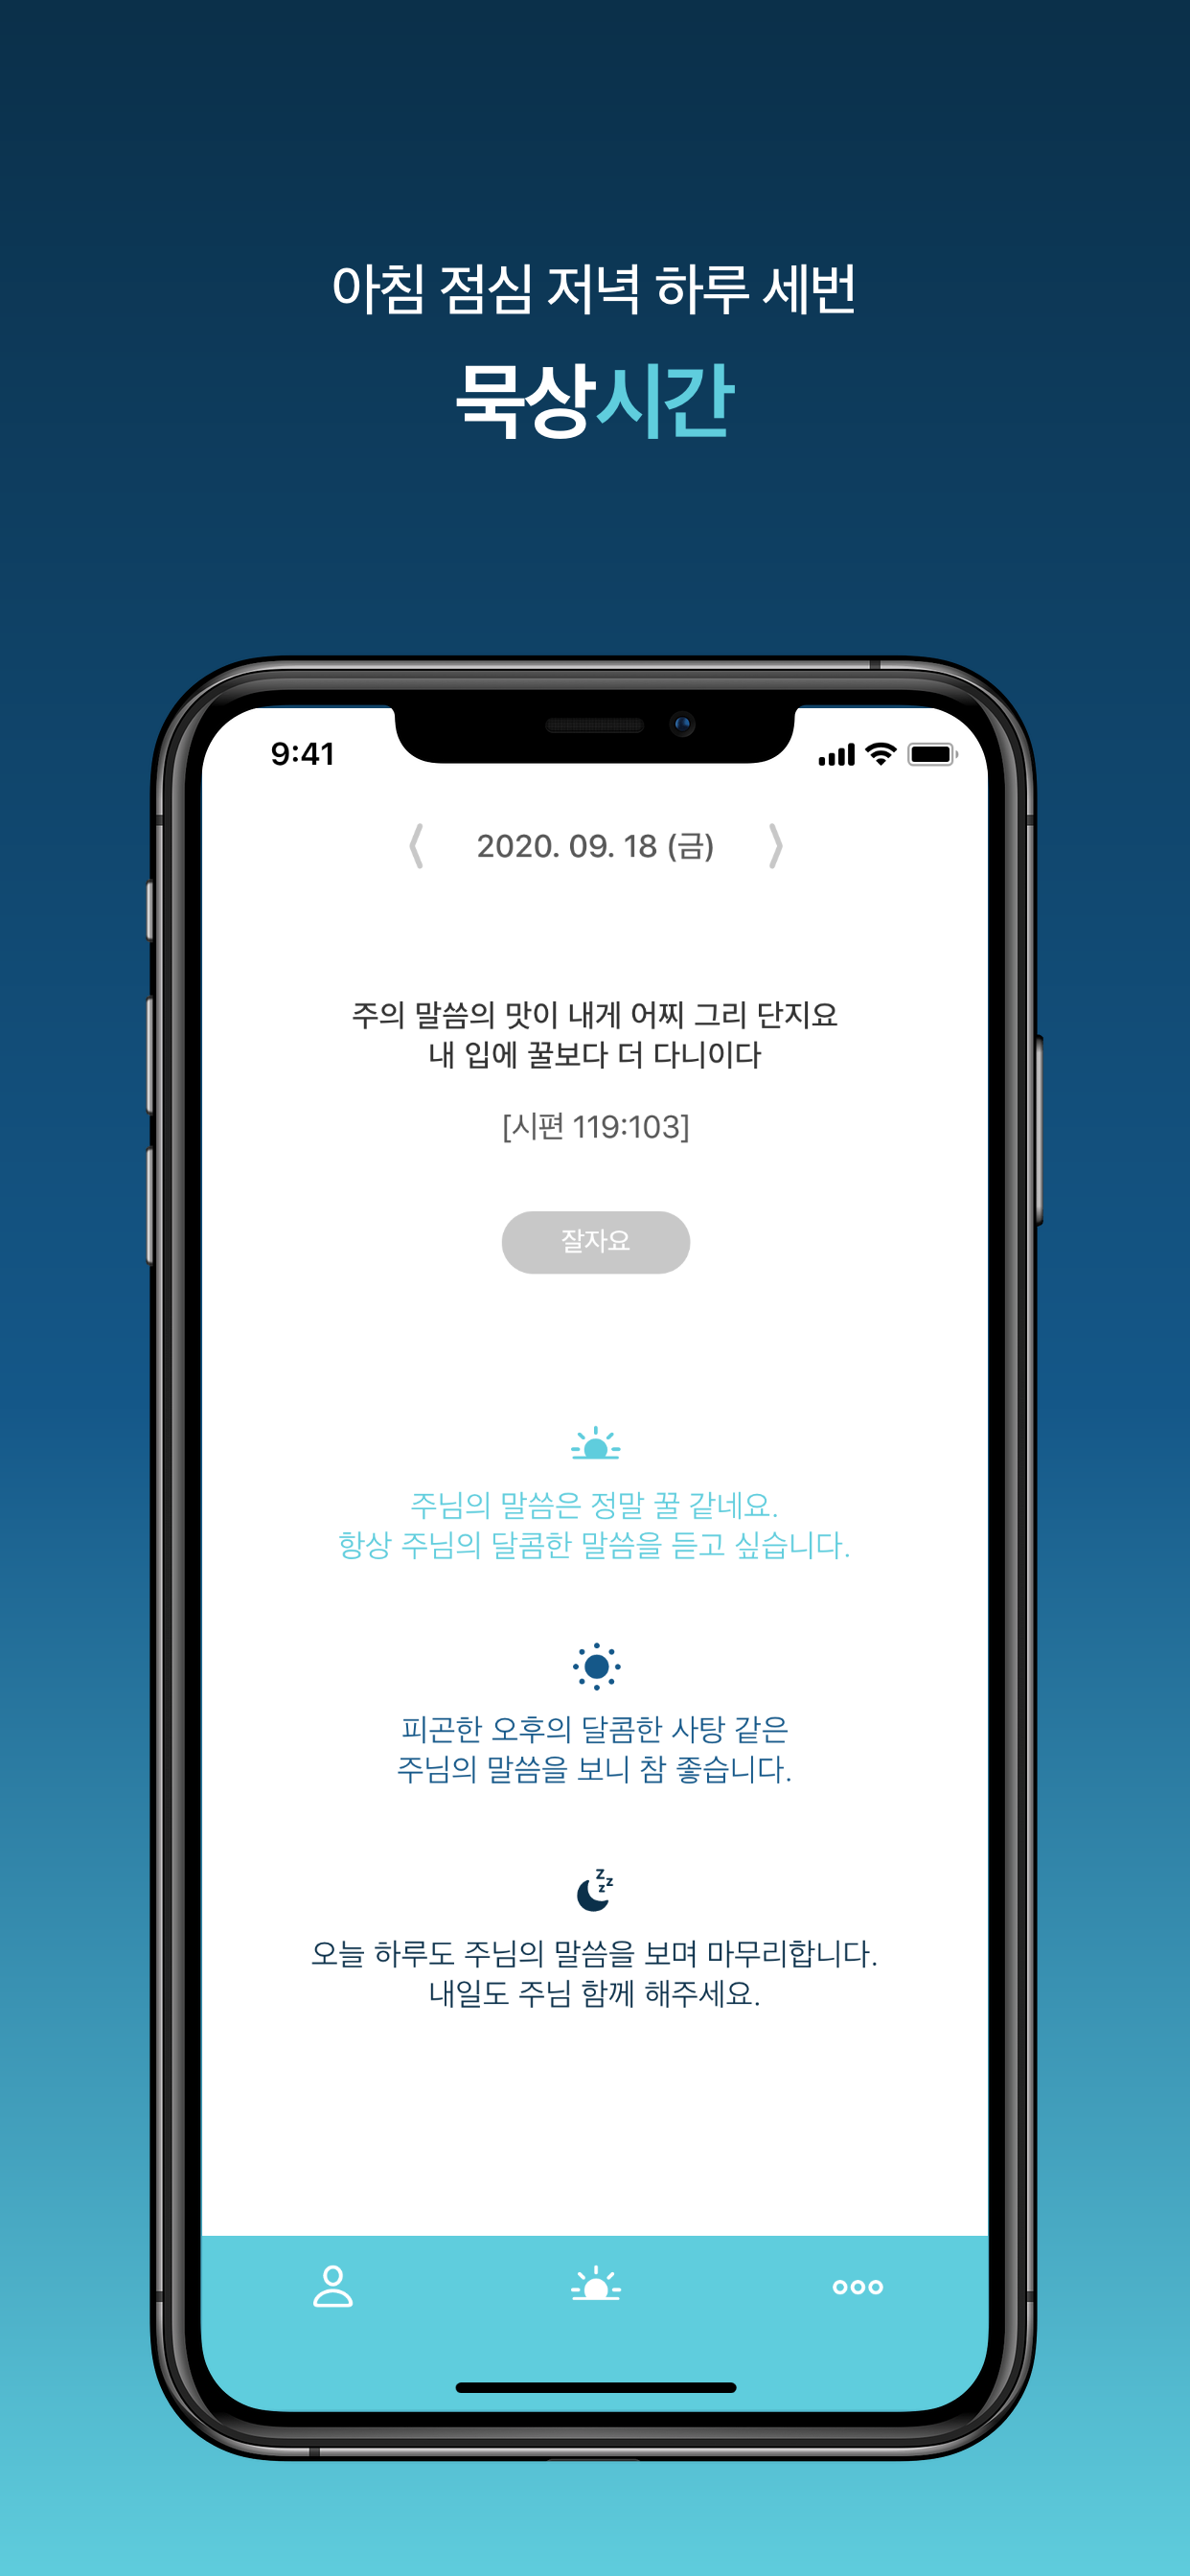 아침 점심 저녁 하루 세번
묵상시간
9:41
2020. 09. 18 (금)
주의 말씀의 맛이 내게 어찌 그리 단지요
내 입에 꿀보다 더 다니이다
[시편 119:103]
잘자요
주님의 말씀은 정말 꿀 같네요.
항상 주님의 달콤한 말씀을 듣고 싶습니다.
피곤한 오후의 달콤한 사탕 같은
주님의 말씀을 보니 참 좋습니다.
z z z
오늘 하루도 주님의 말씀을 보며 마무리합니다.
내일도 주님 함께 해주세요.